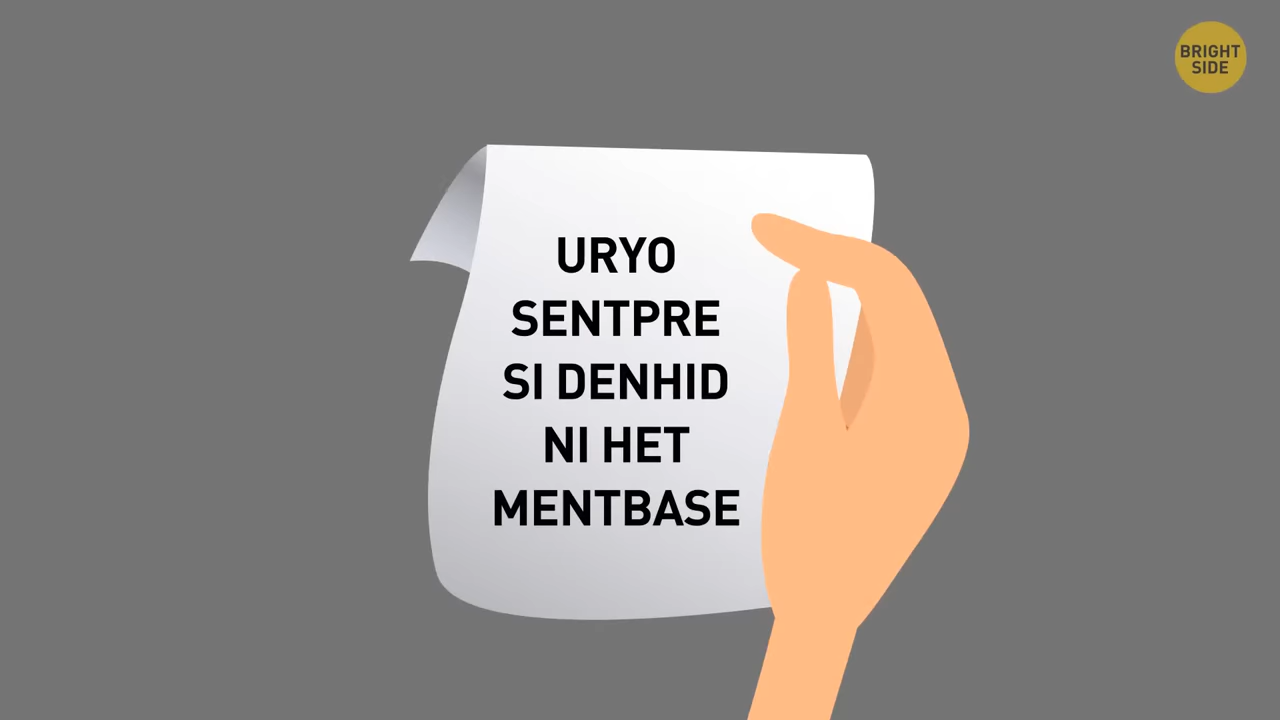 BRIGHT
SIDE
URYO
SENTPRE
SI DENHID
NI HET
MENTBASE